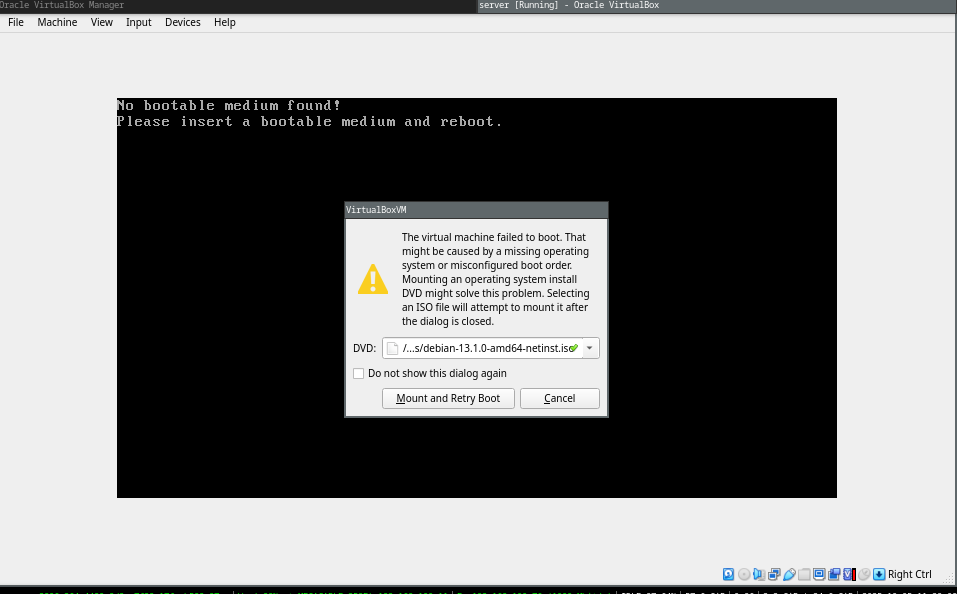 Oracle VirtualBox Manager
server [Running] - Oracle VirtualBox
File Machine View Input Devices Help
No bootable medium found!
Please insert a bootable medium and reboot.
VirtualBoxVM
The virtual machine failed to boot. That
might be caused by a missing operating
system or misconfigured boot order.
Mounting an operating system install
DVD might solve this problem. Selecting
an ISO file will attempt to mount it after
the dialog is closed.
DVD: /...s/debian-13.1.0-amd64-netinst.iso
Do not show this dialog again
Mount and Retry Boot Cancel
Right Ctrl